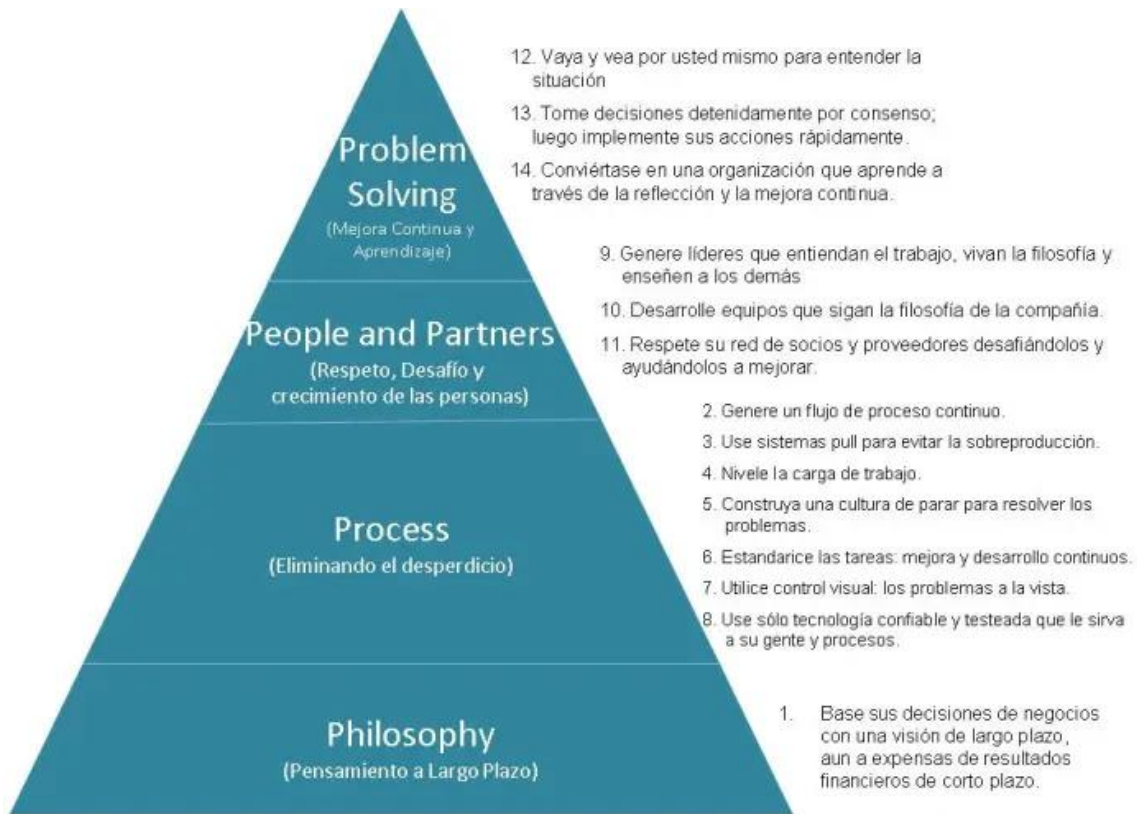 12. Vaya y vea por usted mismo para entender la
situación
13. Tome decisiones detenidamente por consenso;
luego implemente sus acciones rápidamente.
14. Conviértase en una organización que aprende a
través de la reflección y la mejora continua.
Problem
Solving
(Mejora Continua y
Aprendizaje)
9. Genere líderes que entiendan el trabajo, vivan la filosofía y
enseñen a los demás
10. Desarrolle equipos que sigan la filosofía de la compañía.
11. Respete su red de socios y proveedores desafiándolos y
ayudándolos a mejorar.
People and Partners
(Respeto, Desafío y
crecimiento de las personas)
2. Genere un flujo de proceso continuo.
3. Use sistemas pull para evitar la sobreproducción.
4. Nivele la carga de trabajo.
5. Construya una cultura de parar para resolver los
problemas.
6. Estandarice las tareas: mejora y desarrollo continuos.
7. Utilice control visual: los problemas a la vista.
8. Use sólo tecnología confiable y testeada que le sirva
a su gente y procesos.
Process
(Eliminando el desperdicio)
1. Base sus decisiones de negocios
con una visión de largo plazo,
aun a expensas de resultados
financieros de corto plazo.
Philosophy
(Pensamiento a Largo Plazo)